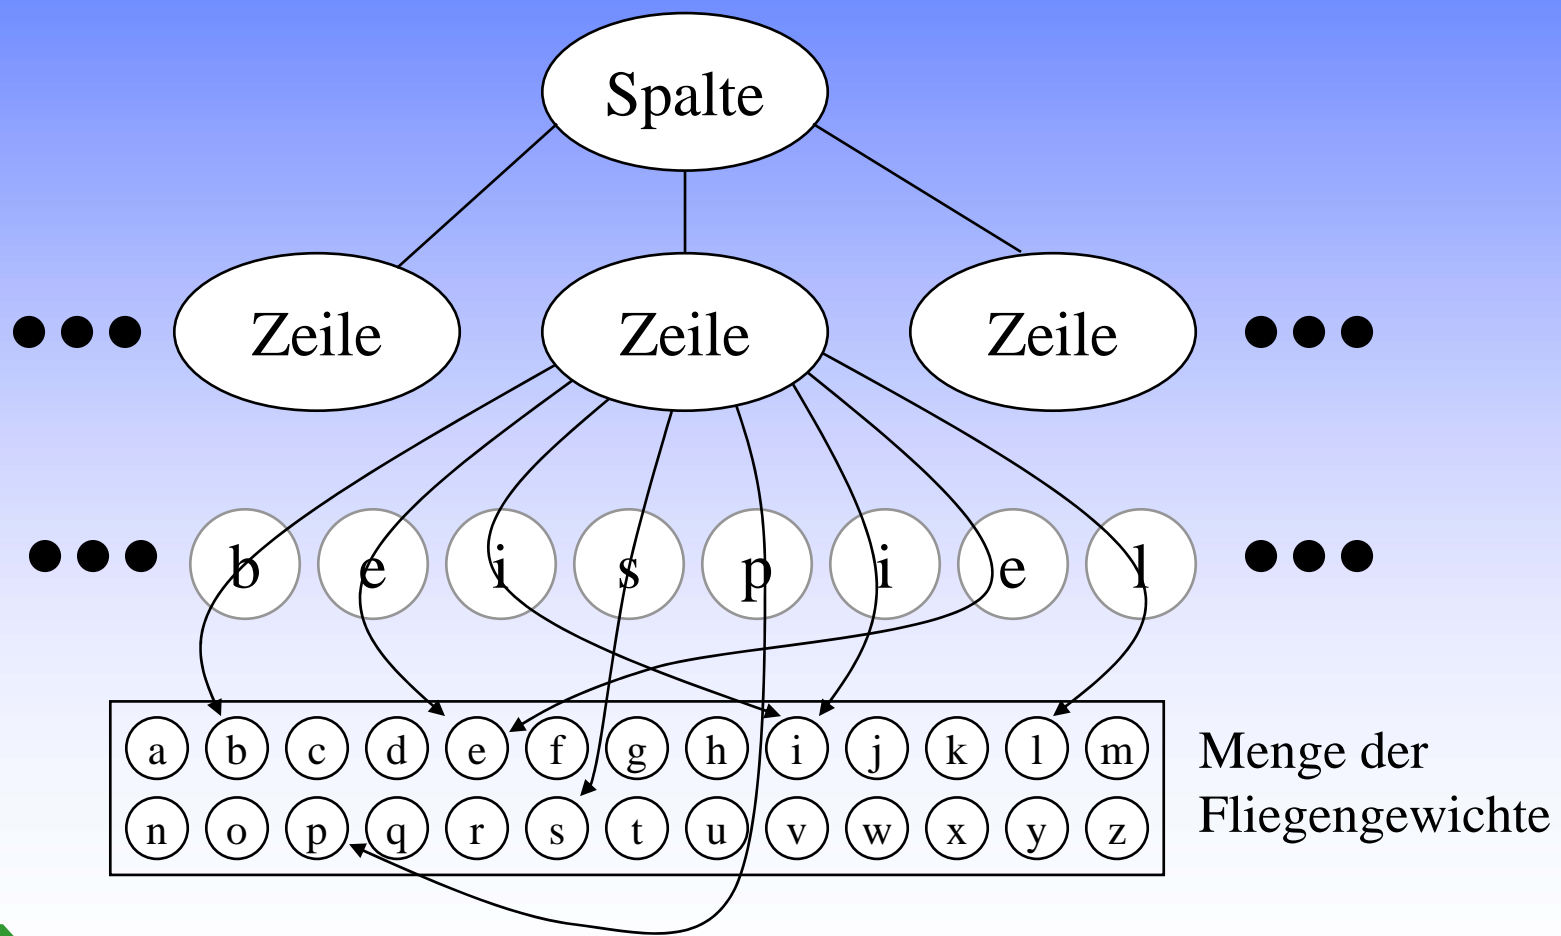 Spalte
Zeile Zeile Zeile
b e i s p i e l
a b c d e f g h i j k l m
n o p q r s t u v w x y z
Menge der
Fliegengewichte